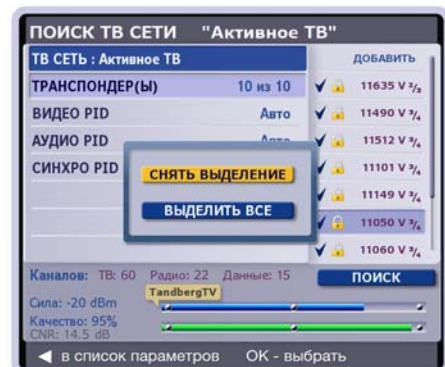 ПОИСК ТВ СЕТИ "Активное ТВ"
ТВ СЕТЬ : Активное ТВ
ДОБАВИТЬ
ТРАНСПОНДЕР(Ы) 10 из 10
11635 V ²/₃
ВИДЕО PID Авто
11490 V ³/₄
АУДИО PID Авто
11512 V ³/₄
СИНХРО PID
11101 V ³/₄
СНЯТЬ ВЫДЕЛЕНИЕ
11149 V ³/₄
ВЫДЕЛИТЬ ВСЕ
11050 V ³/₄
11060 V ³/₄
Каналов: ТВ: 60 Радио: 22 Данные: 15
ПОИСК
TandbergTV
Сила: -20 dBm
Качество: 95%
CNR: 14.5 dB
◀ в список параметров OK - выбрать